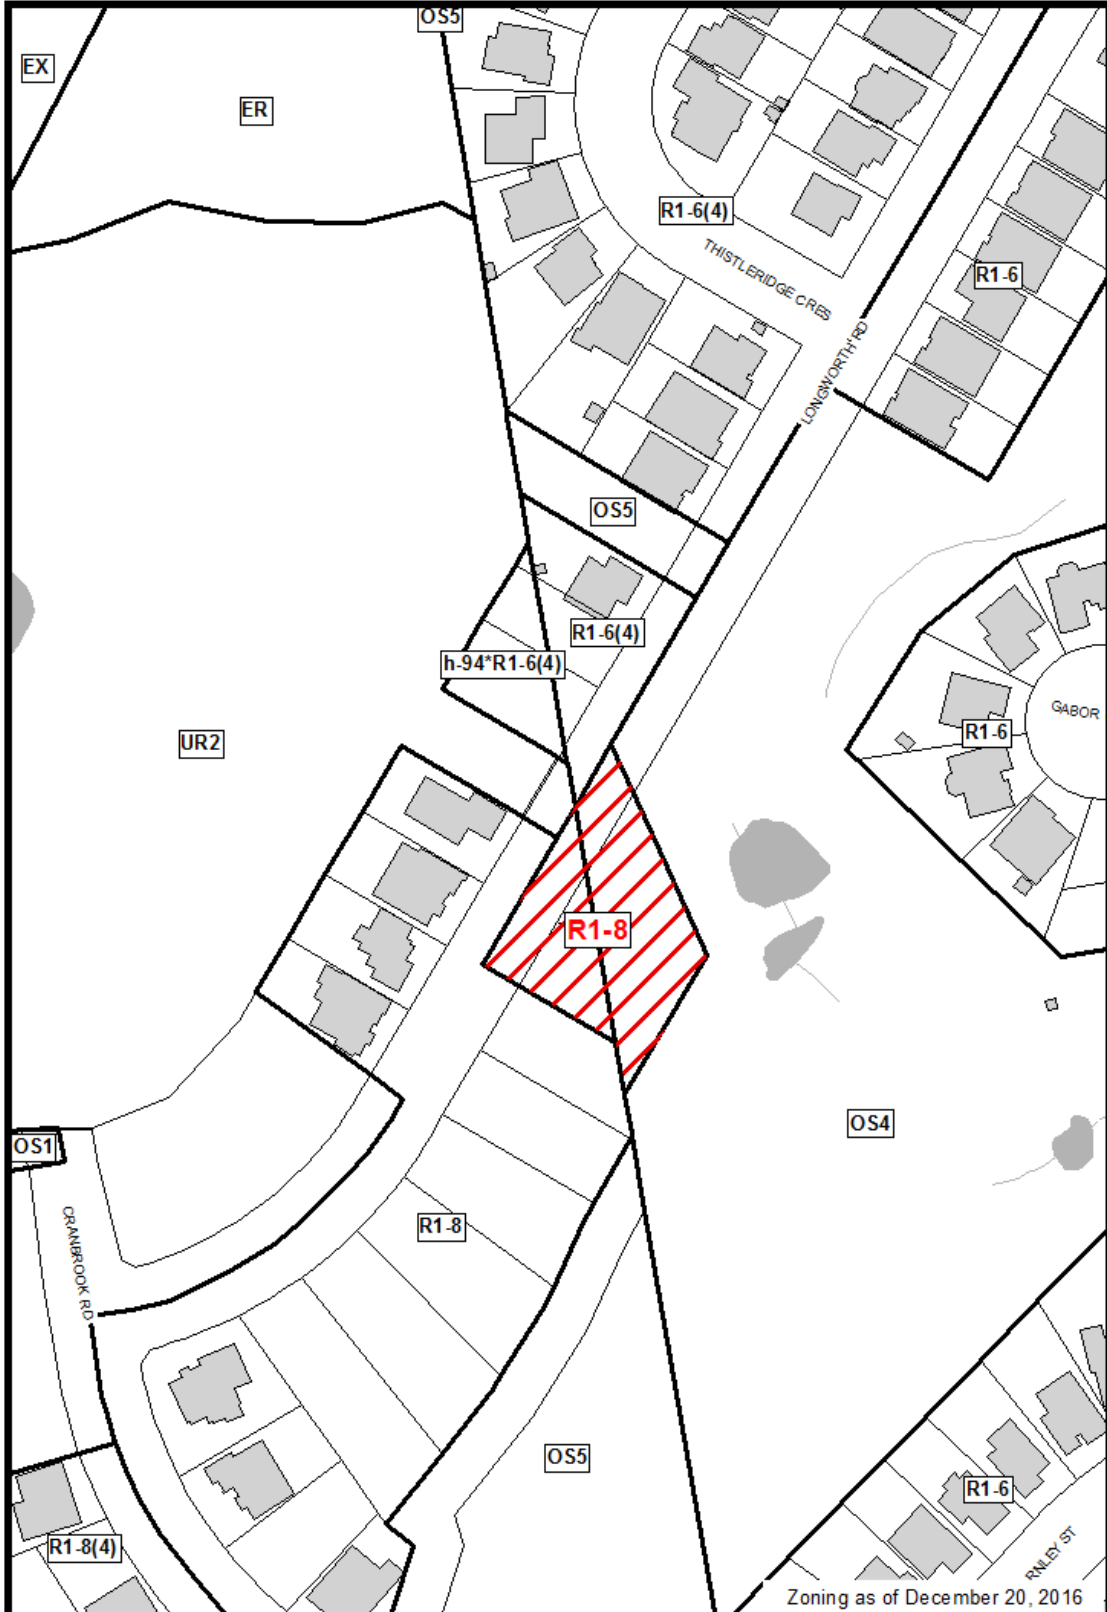 OS5
EX
ER
R1-6(4)
THISTLERIDGE CRES
R1-6
LONGWORTH RD
OS5
R1-6(4)
h-94*R1-6(4)
GABOR
R1-6
UR2
R1-8
OS4
OS1
CRANBROOK RD
R1-8
OS5
R1-6
R1-8(4)
RNLEY ST
Zoning as of December 20, 2016